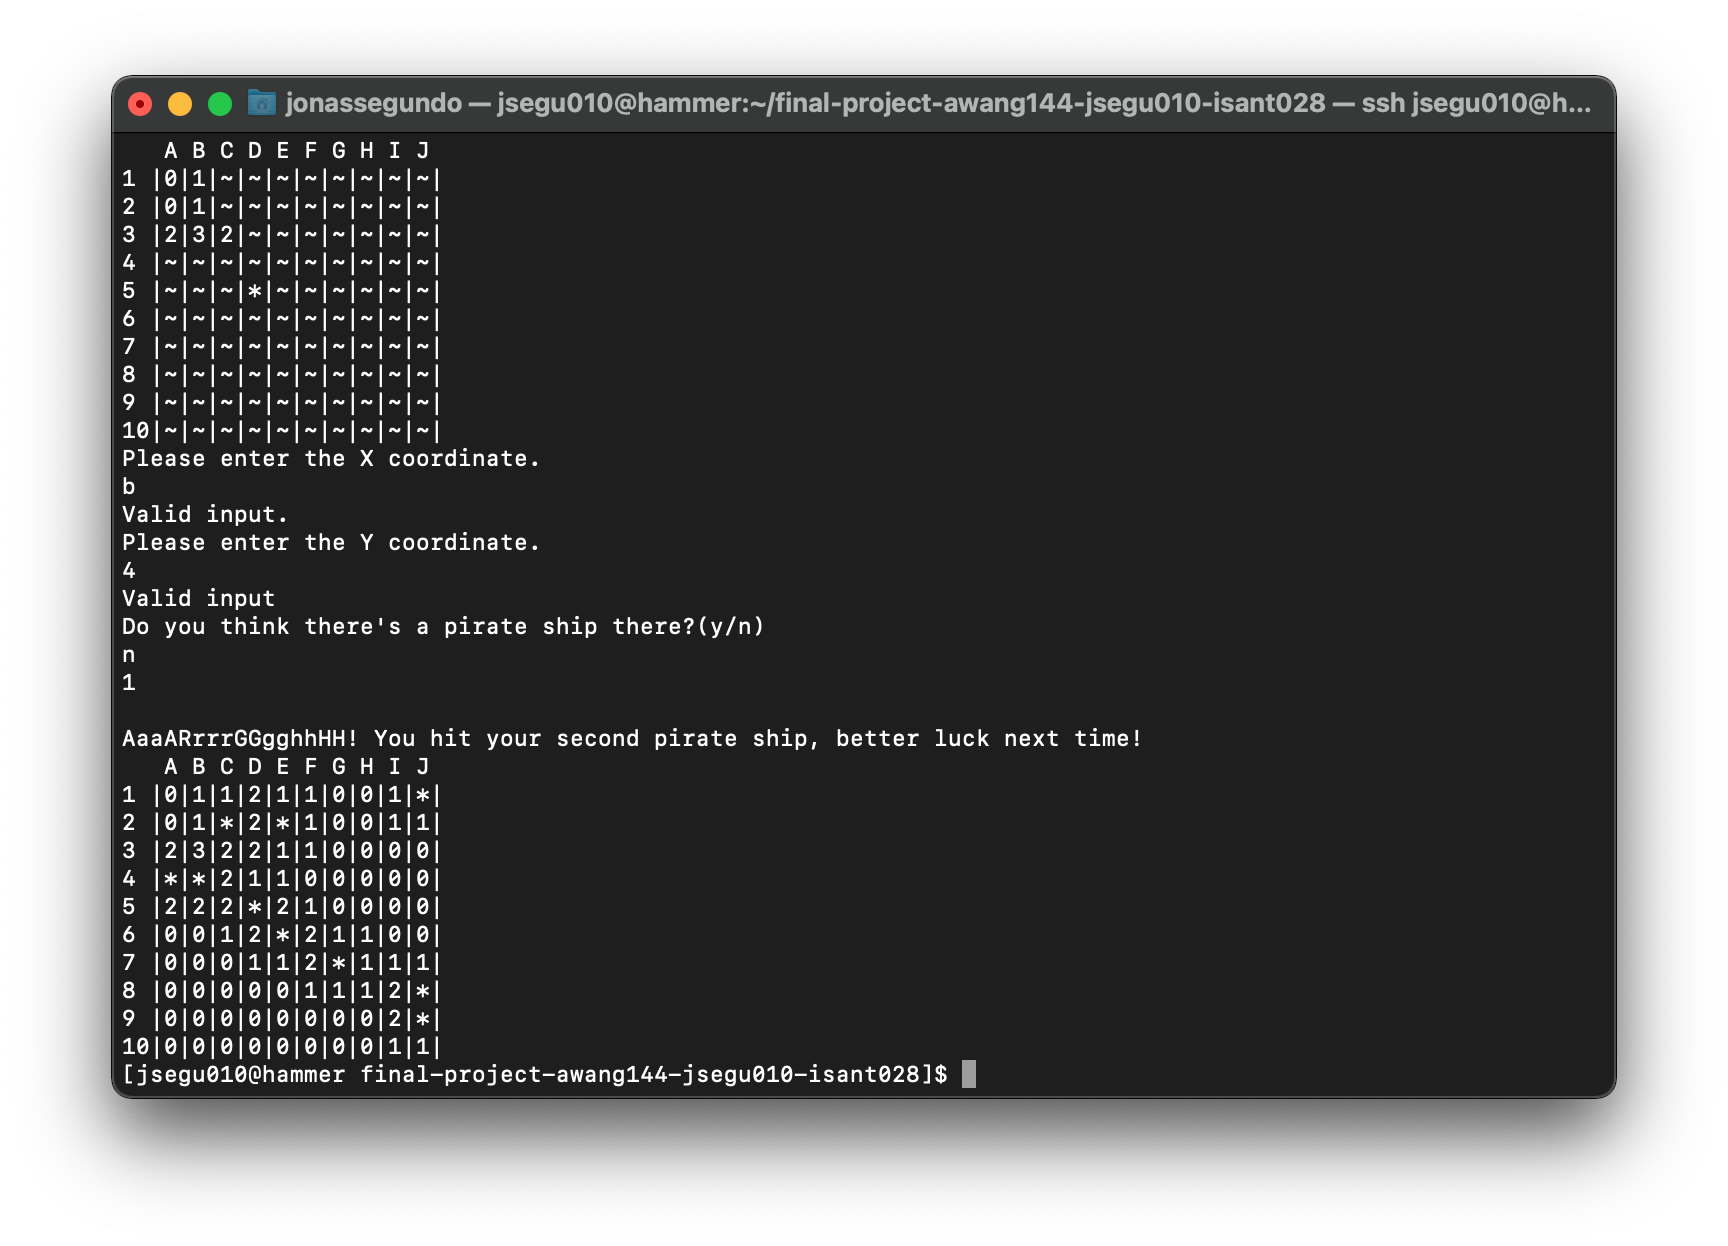 jonassegundo — jsegu010@hammer:~/final-project-awang144-jsegu010-isant028 — ssh jsegu010@h...
   A B C D E F G H I J
1 |0|1|~|~|~|~|~|~|~|~|
2 |0|1|~|~|~|~|~|~|~|~|
3 |2|3|2|~|~|~|~|~|~|~|
4 |~|~|~|~|~|~|~|~|~|~|
5 |~|~|~|*|~|~|~|~|~|~|
6 |~|~|~|~|~|~|~|~|~|~|
7 |~|~|~|~|~|~|~|~|~|~|
8 |~|~|~|~|~|~|~|~|~|~|
9 |~|~|~|~|~|~|~|~|~|~|
10|~|~|~|~|~|~|~|~|~|~|
Please enter the X coordinate.
b
Valid input.
Please enter the Y coordinate.
4
Valid input
Do you think there's a pirate ship there?(y/n)
n
1
AaaARrrrGGgghhHH! You hit your second pirate ship, better luck next time!
   A B C D E F G H I J
1 |0|1|1|2|1|1|0|0|1|*|
2 |0|1|*|2|*|1|0|0|1|1|
3 |2|3|2|2|1|1|0|0|0|0|
4 |*|*|2|1|1|0|0|0|0|0|
5 |2|2|2|*|2|1|0|0|0|0|
6 |0|0|1|2|*|2|1|1|0|0|
7 |0|0|0|1|1|2|*|1|1|1|
8 |0|0|0|0|0|1|1|1|2|*|
9 |0|0|0|0|0|0|0|0|2|*|
10|0|0|0|0|0|0|0|0|1|1|
[jsegu010@hammer final-project-awang144-jsegu010-isant028]$